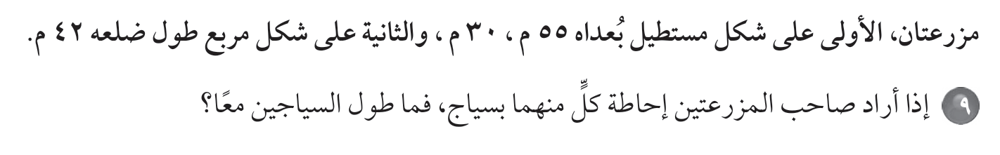 مزرعتان، الأولى على شكل مستطيل بُعداه ٥٥ م، ٣٠ م، والثانية على شكل مربع طول ضلعه ٤٢ م.
٩ إذا أراد صاحب المزرعتين إحاطة كلٍّ منهما بسياج، فما طول السياجين معًا؟